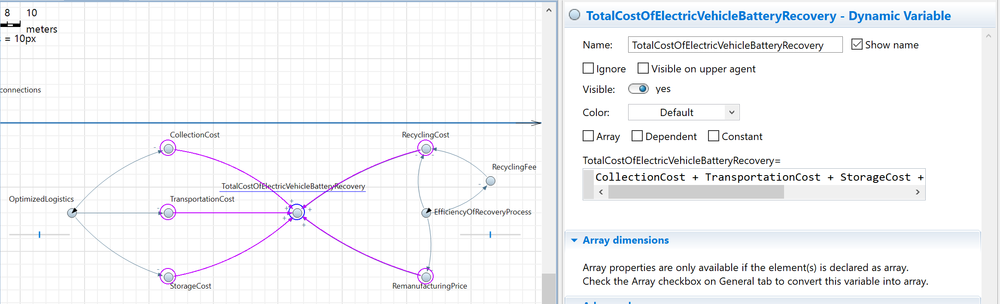 8 10
meters
= 10px
connections
CollectionCost
RecyclingCost
RecyclingFee
TotalCostOfElectricVehicleBatteryRecovery
OptimizedLogistics
TransportationCost
EfficiencyOfRecoveryProcess
StorageCost
RemanufacturingPrice
TotalCostOfElectricVehicleBatteryRecovery - Dynamic Variable
Name: TotalCostOfElectricVehicleBatteryRecovery Show name
Ignore Visible on upper agent
Visible: yes
Color: Default
Array Dependent Constant
TotalCostOfElectricVehicleBatteryRecovery=
CollectionCost + TransportationCost + StorageCost +
Array dimensions
Array properties are only available if the element(s) is declared as array.
Check the Array checkbox on General tab to convert this variable into array.